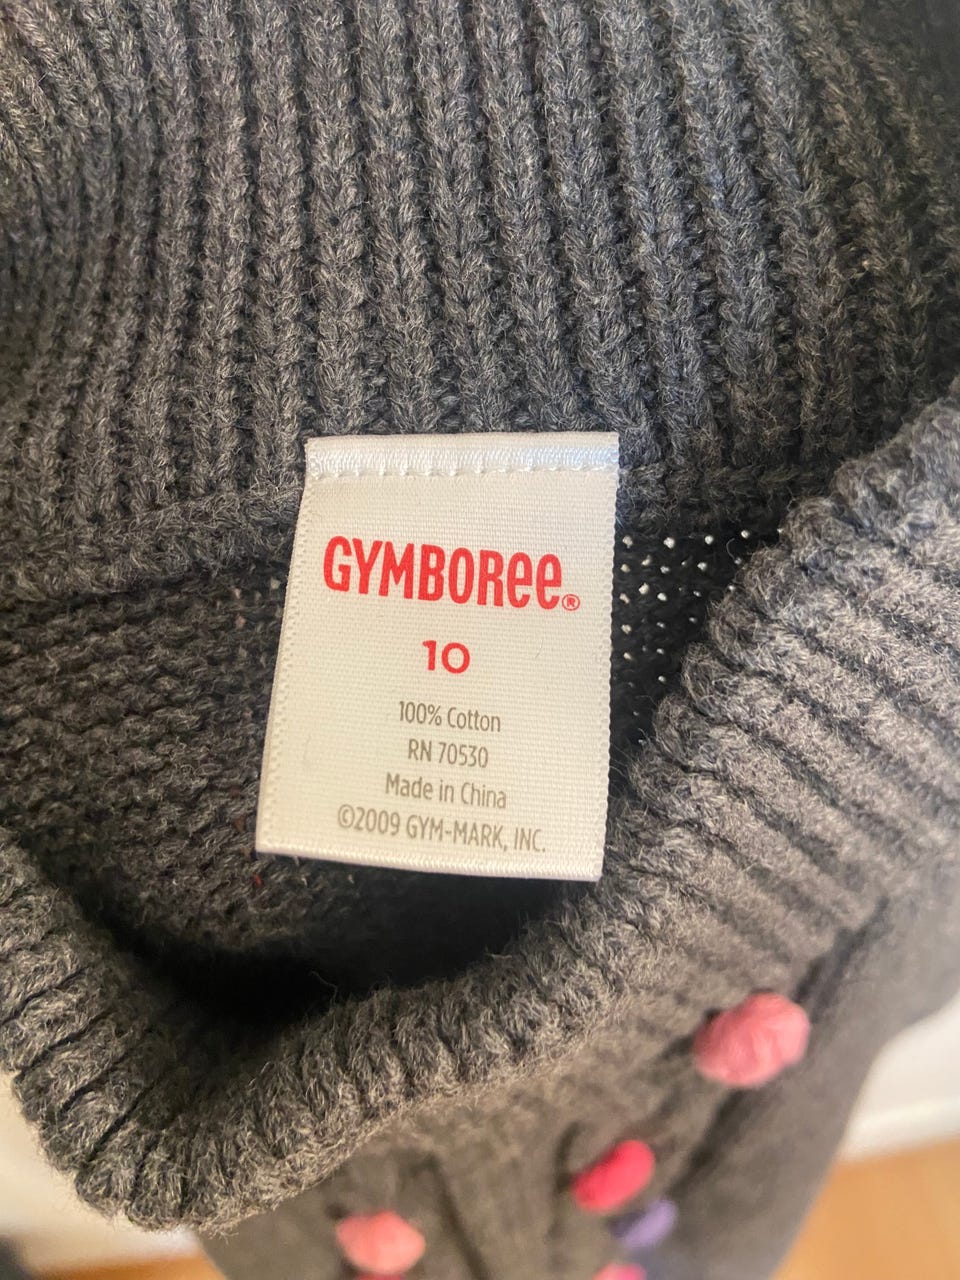 GYMBOREE®
10
100% Cotton
RN 70530
Made in China
©2009 GYM-MARK, INC.